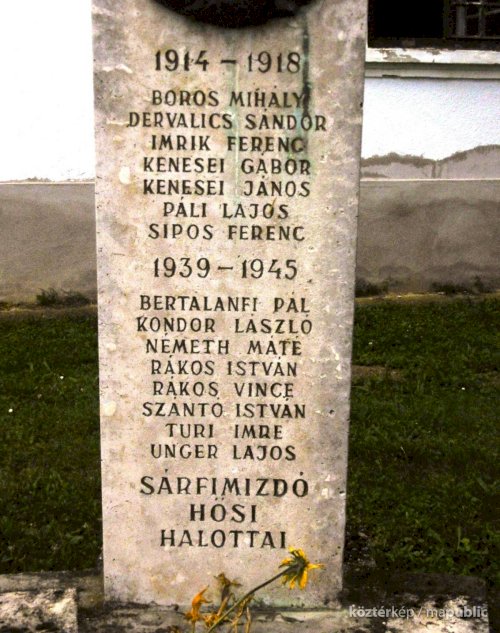 1914 - 1918
BOROS MIHÁLY
DERVALICS SÁNDOR
IMRIK FERENC
KENESEI GÁBOR
KENESEI JÁNOS
PÁLI LAJOS
SIPOS FERENC
1939 - 1945
BERTALANFI PÁL
KONDOR LÁSZLÓ
NÉMETH MÁTÉ
RÁKOS ISTVÁN
RÁKOS VINCE
SZÁNTÓ ISTVÁN
TURI IMRE
UNGER LAJOS
SÁRFIMIZDÓ
HŐSI
HALOTTAI
köztérkép / mapublic